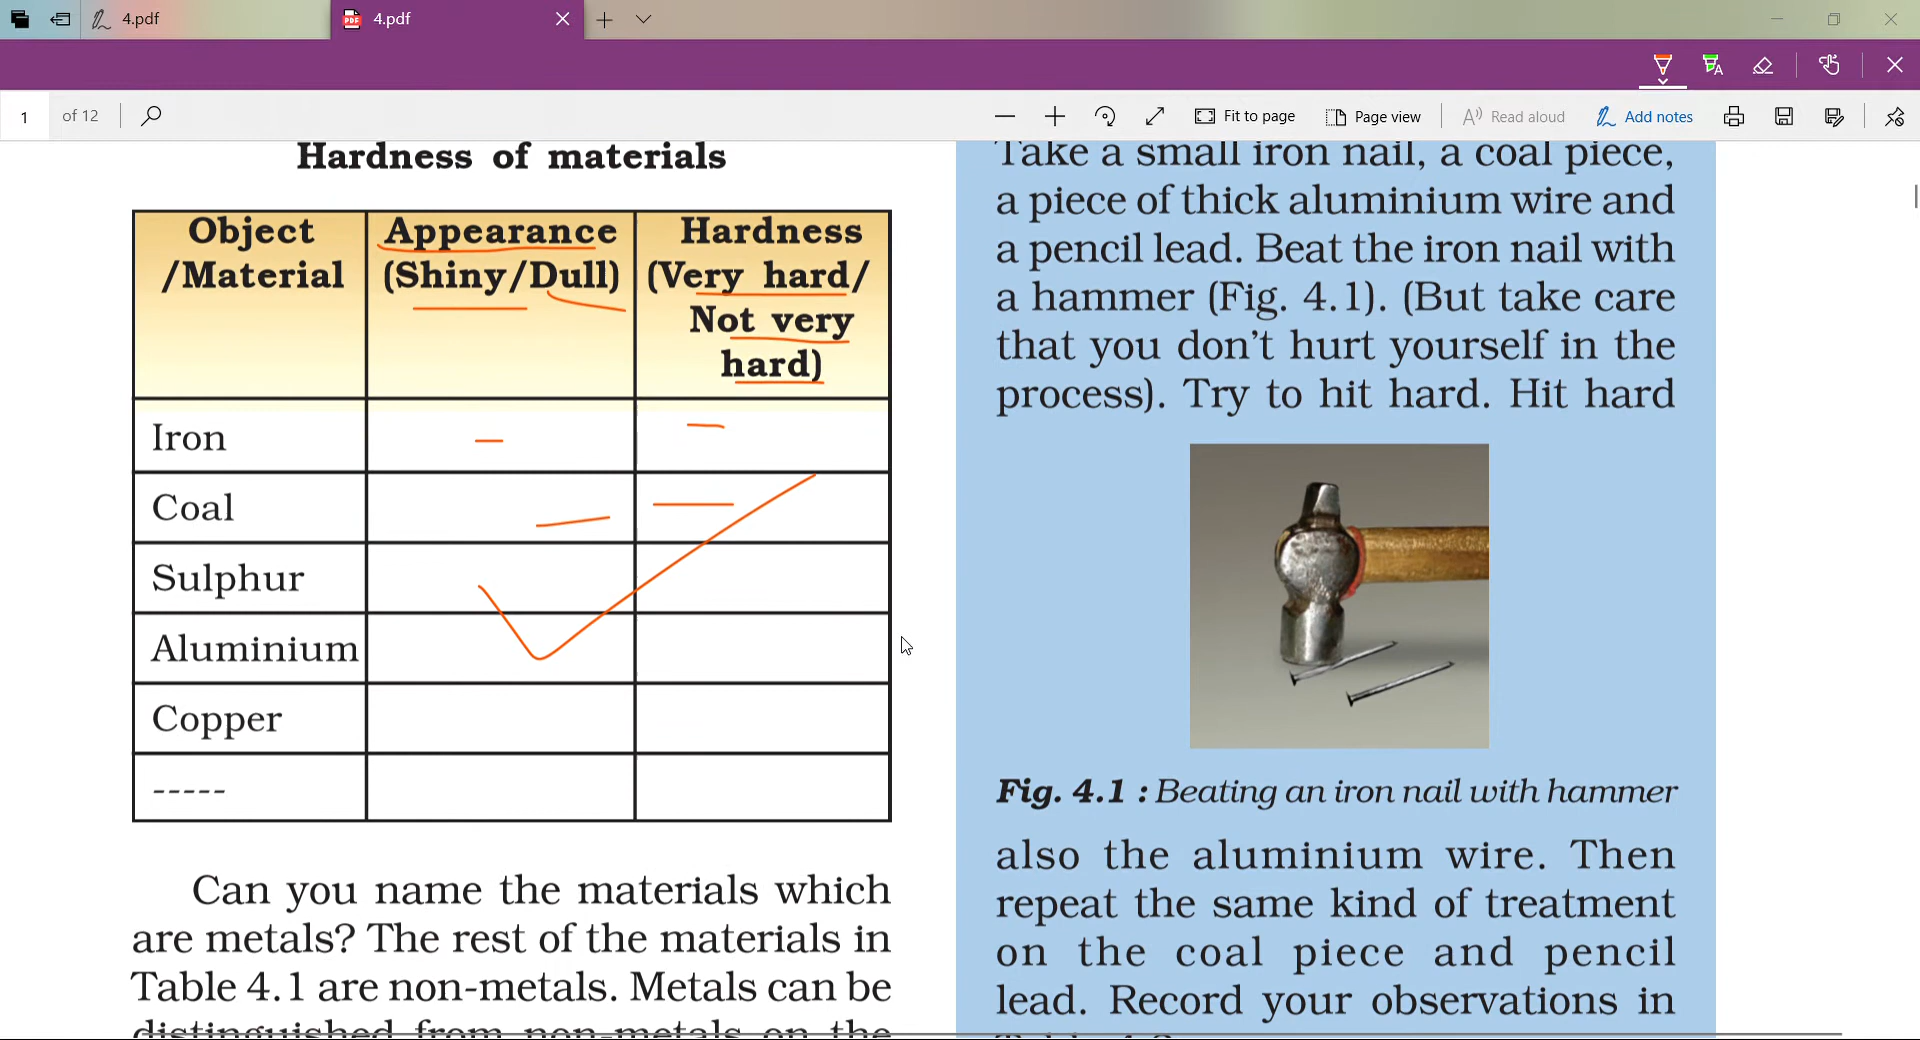 4.pdf
4.pdf
1 of 12
Fit to page
Page view
Read aloud
Add notes
Hardness of materials
Object /Material
Appearance (Shiny/Dull)
Hardness (Very hard/ Not very hard)
Iron
Coal
Sulphur
Aluminium
Copper
-----
Can you name the materials which
are metals? The rest of the materials in
Table 4.1 are non-metals. Metals can be
distinguished from non-metals on the
Take a small iron nail, a coal piece,
a piece of thick aluminium wire and
a pencil lead. Beat the iron nail with
a hammer (Fig. 4.1). (But take care
that you don't hurt yourself in the
process). Try to hit hard. Hit hard
Fig. 4.1 : Beating an iron nail with hammer
also the aluminium wire. Then
repeat the same kind of treatment
on the coal piece and pencil
lead. Record your observations in